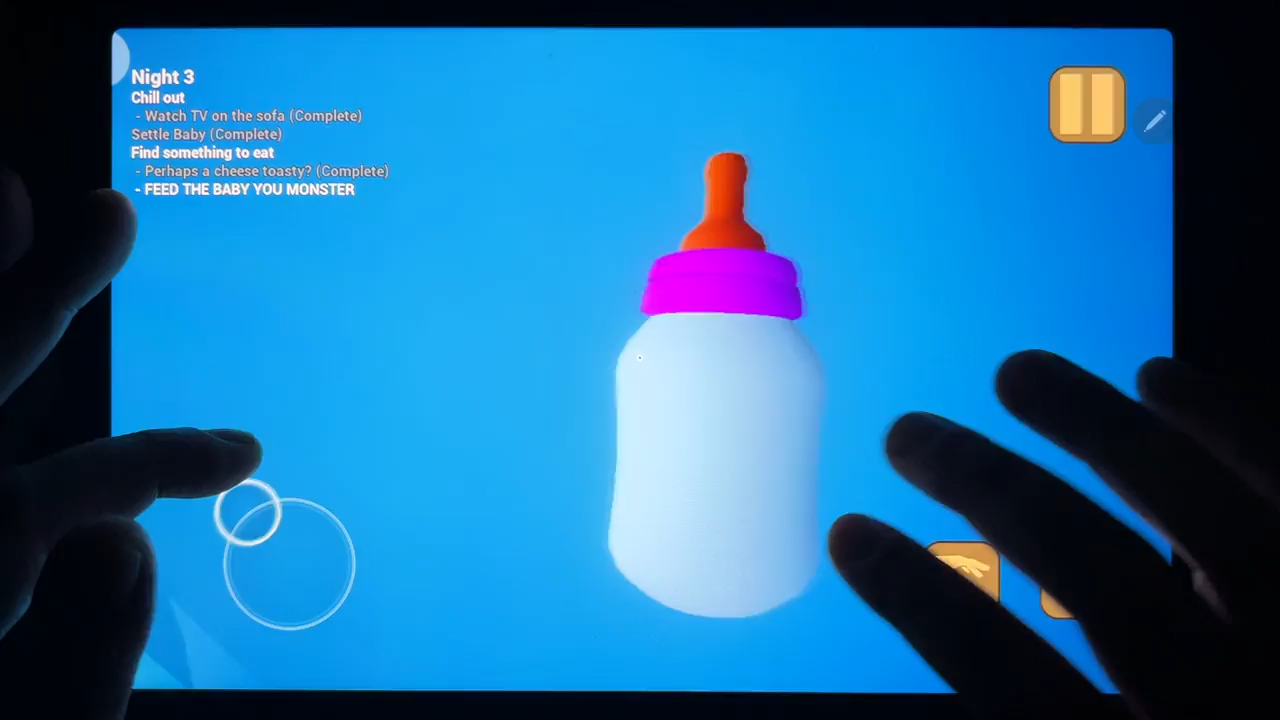 Night 3
Chill out
- Watch TV on the sofa (Complete)
Settle Baby (Complete)
Find something to eat
- Perhaps a cheese toasty? (Complete)
- FEED THE BABY YOU MONSTER